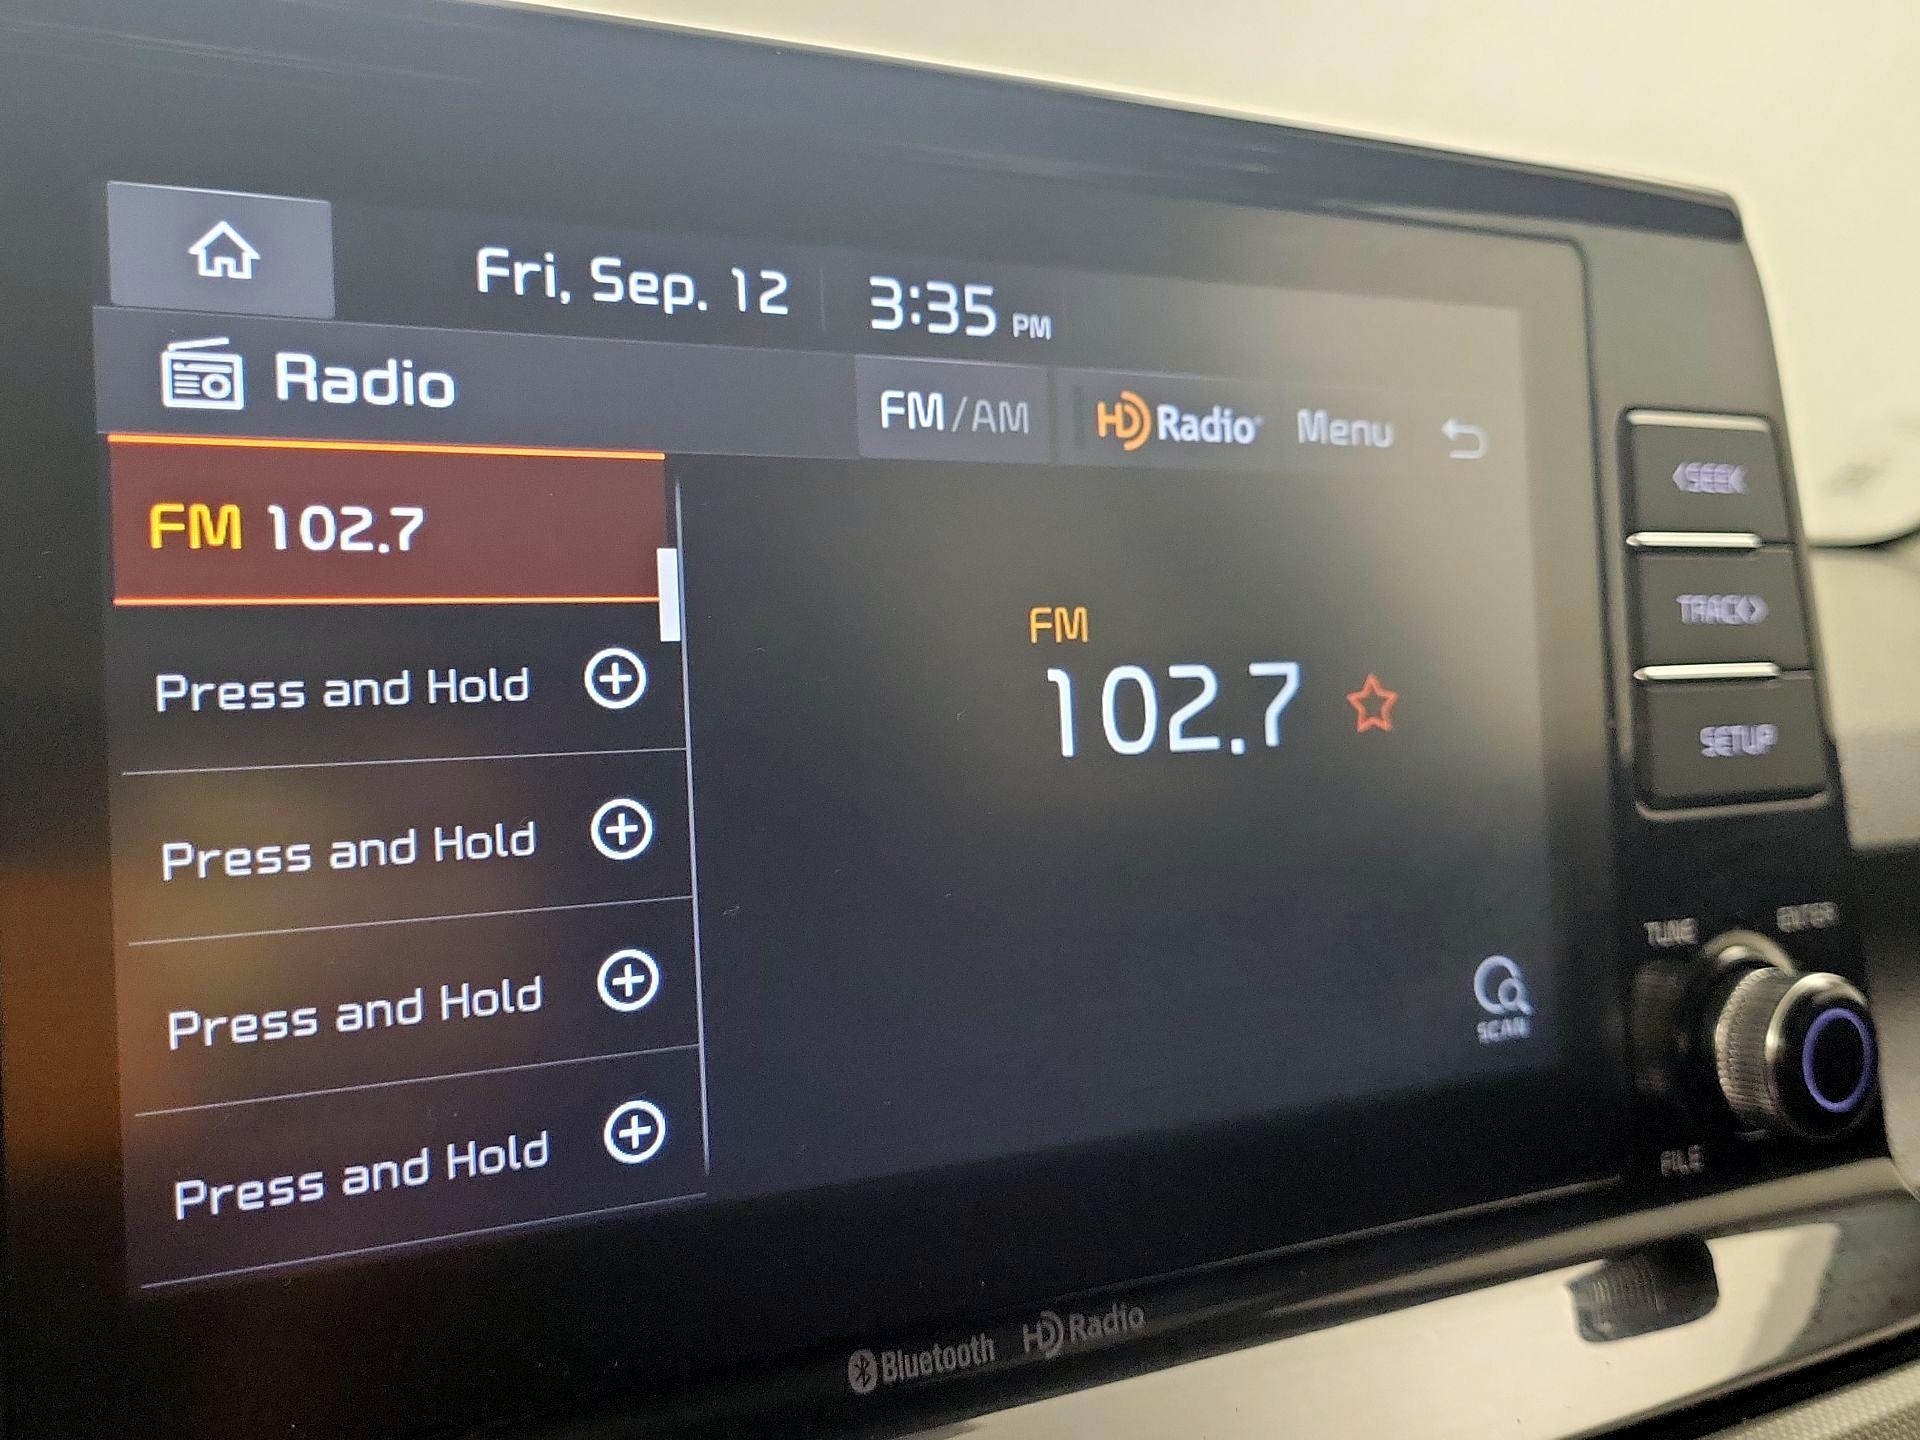 Fri, Sep. 12 3:35 PM
Radio FM/AM HD Radio Menu
FM 102.7
Press and Hold
Press and Hold
Press and Hold
Press and Hold
FM
102.7
SCAN
<SEEK
TRACK>
SETUP
TUNE ENTER
FILE
Bluetooth HD Radio